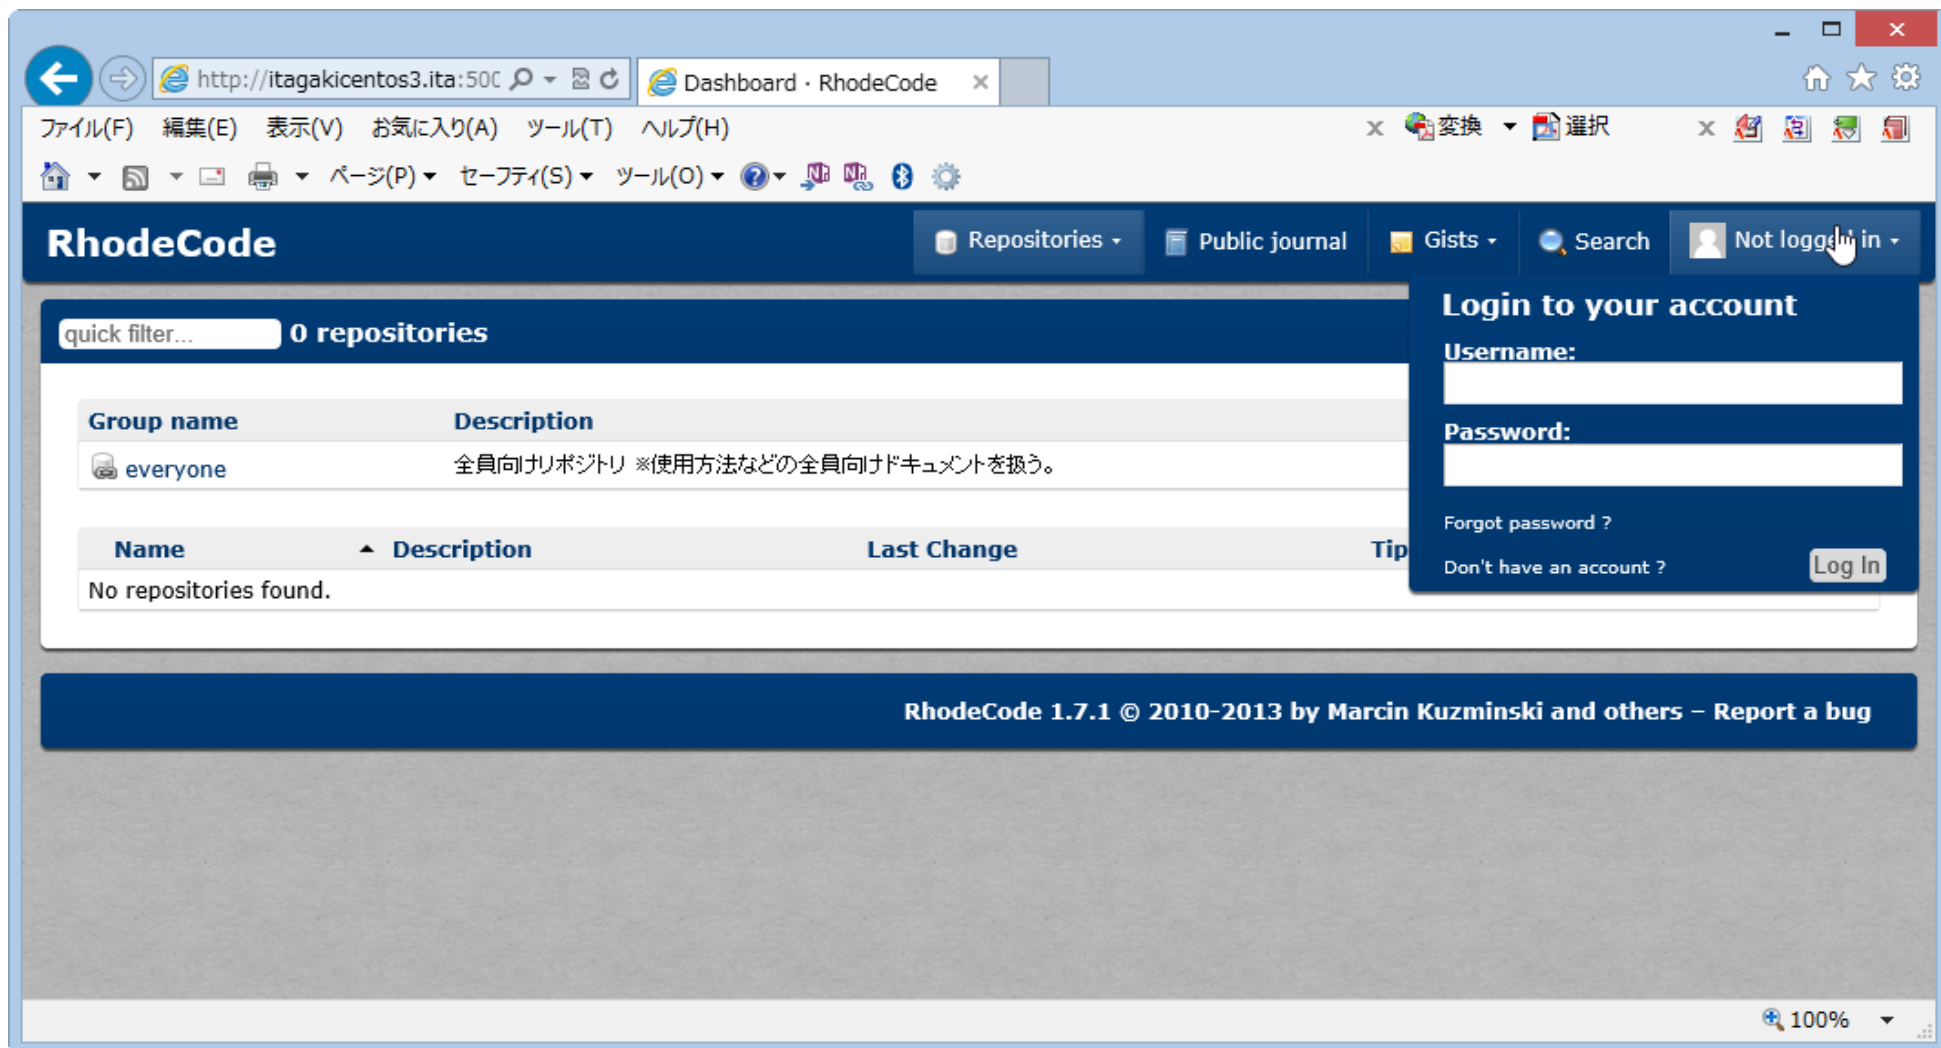 http://itagakicentos3.ita:500
Dashboard · RhodeCode
ファイル(F) 編集(E) 表示(V) お気に入り(A) ツール(T) ヘルプ(H)
変換 選択
ページ(P) セーフティ(S) ツール(O)
RhodeCode
Repositories Public journal Gists Search Not logged in
Login to your account
quick filter... 0 repositories
Username:
Group name Description
Password:
everyone 全員向けリポジトリ ※使用方法などの全員向けドキュメントを扱う。
Forgot password ?
Name Description Last Change Tip
Don't have an account ? Log In
No repositories found.
RhodeCode 1.7.1 © 2010-2013 by Marcin Kuzminski and others – Report a bug
100%